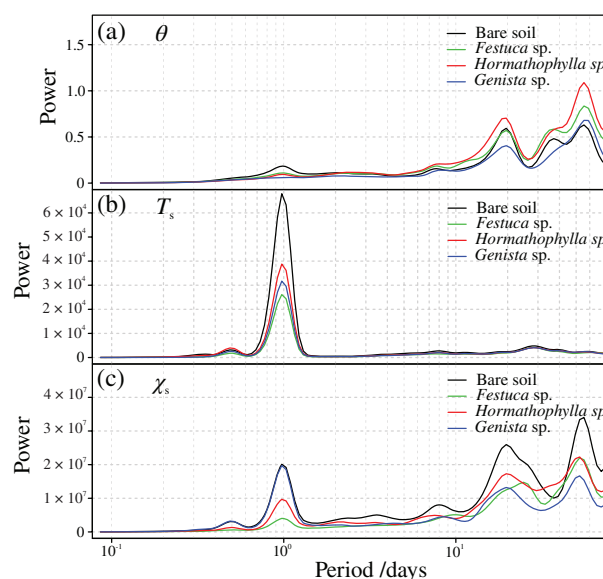 (a) θ
Bare soil
Festuca sp.
Hormathophylla sp
Genista sp.
Power
1.5
1.0
0.5
0
(b) Tₛ
Bare soil
Festuca sp.
Hormathophylla sp.
Genista sp.
Power
6 × 10⁴
5 × 10⁴
4 × 10⁴
3 × 10⁴
2 × 10⁴
1 × 10⁴
0
(c) χₛ
Bare soil
Festuca sp.
Hormathophylla sp
Genista sp.
Power
4 × 10⁷
3 × 10⁷
2 × 10⁷
1 × 10⁷
0
10⁻¹ 10⁰ 10¹
Period /days